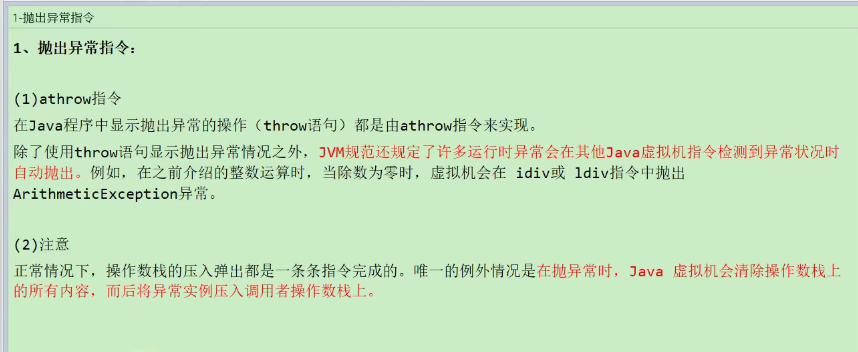 1-抛出异常指令
1、抛出异常指令：
(1)athrow指令
在Java程序中显示抛出异常的操作（throw语句）都是由athrow指令来实现。
除了使用throw语句显示抛出异常情况之外，JVM规范还规定了许多运行时异常会在其他Java虚拟机指令检测到异常状况时
自动抛出。例如，在之前介绍的整数运算时，当除数为零时，虚拟机会在 idiv或 ldiv指令中抛出
ArithmeticException异常。
(2)注意
正常情况下，操作数栈的压入弹出都是一条条指令完成的。唯一的例外情况是在抛异常时，Java 虚拟机会清除操作数栈上
的所有内容，而后将异常实例压入调用者操作数栈上。